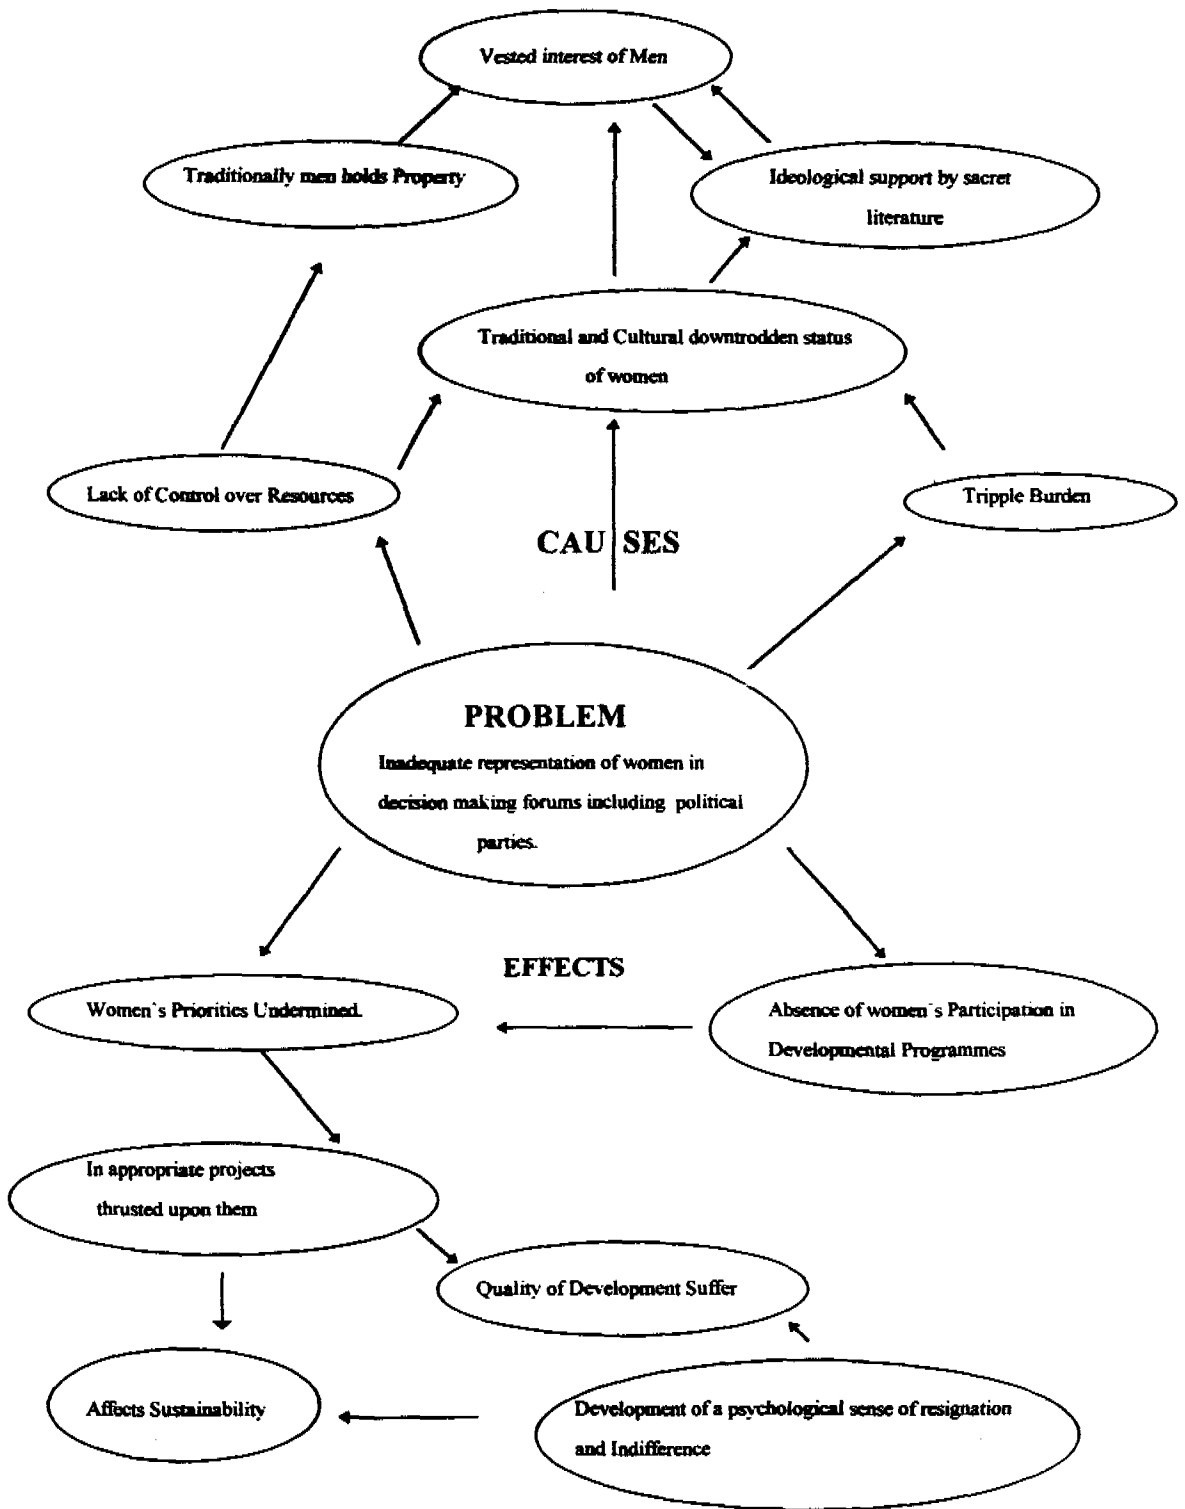 Vested interest of Men
Traditionally men holds Property
Ideological support by sacret
literature
Traditional and Cultural downtrodden status
of women
Lack of Control over Resources
Tripple Burden
CAUSES
PROBLEM
Inadequate representation of women in
decision making forums including political
parties.
EFFECTS
Women`s Priorities Undermined.
Absence of women´s Participation in
Developmental Programmes
In appropriate projects
thrusted upon them
Quality of Development Suffer
Affects Sustainability
Development of a psychological sense of resignation
and Indifference